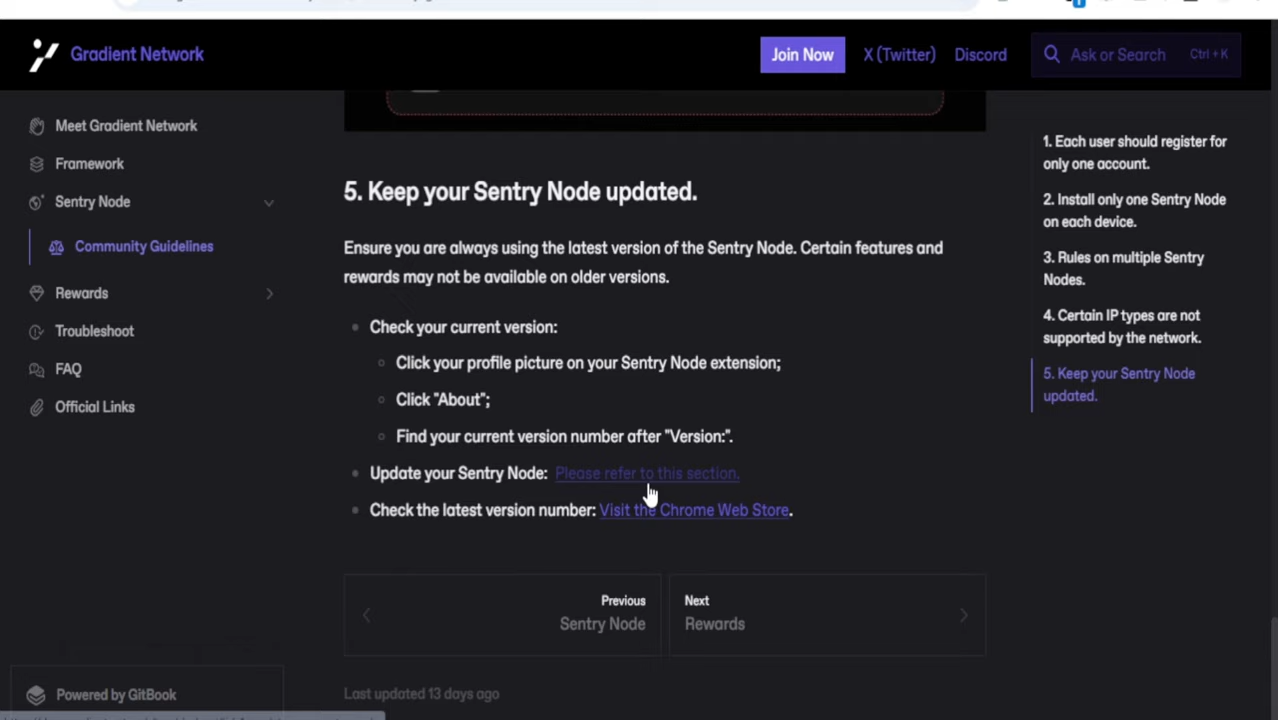 Gradient Network
Join Now
X (Twitter)
Discord
Ask or Search
Ctrl + K
Meet Gradient Network
Framework
Sentry Node
Community Guidelines
Rewards
Troubleshoot
FAQ
Official Links
Powered by GitBook
5. Keep your Sentry Node updated.
Ensure you are always using the latest version of the Sentry Node. Certain features and
rewards may not be available on older versions.
Check your current version:
Click your profile picture on your Sentry Node extension;
Click "About";
Find your current version number after "Version:".
Update your Sentry Node: Please refer to this section.
Check the latest version number: Visit the Chrome Web Store.
Previous
Sentry Node
Next
Rewards
Last updated 13 days ago
1. Each user should register for
only one account.
2. Install only one Sentry Node
on each device.
3. Rules on multiple Sentry
Nodes.
4. Certain IP types are not
supported by the network.
5. Keep your Sentry Node
updated.